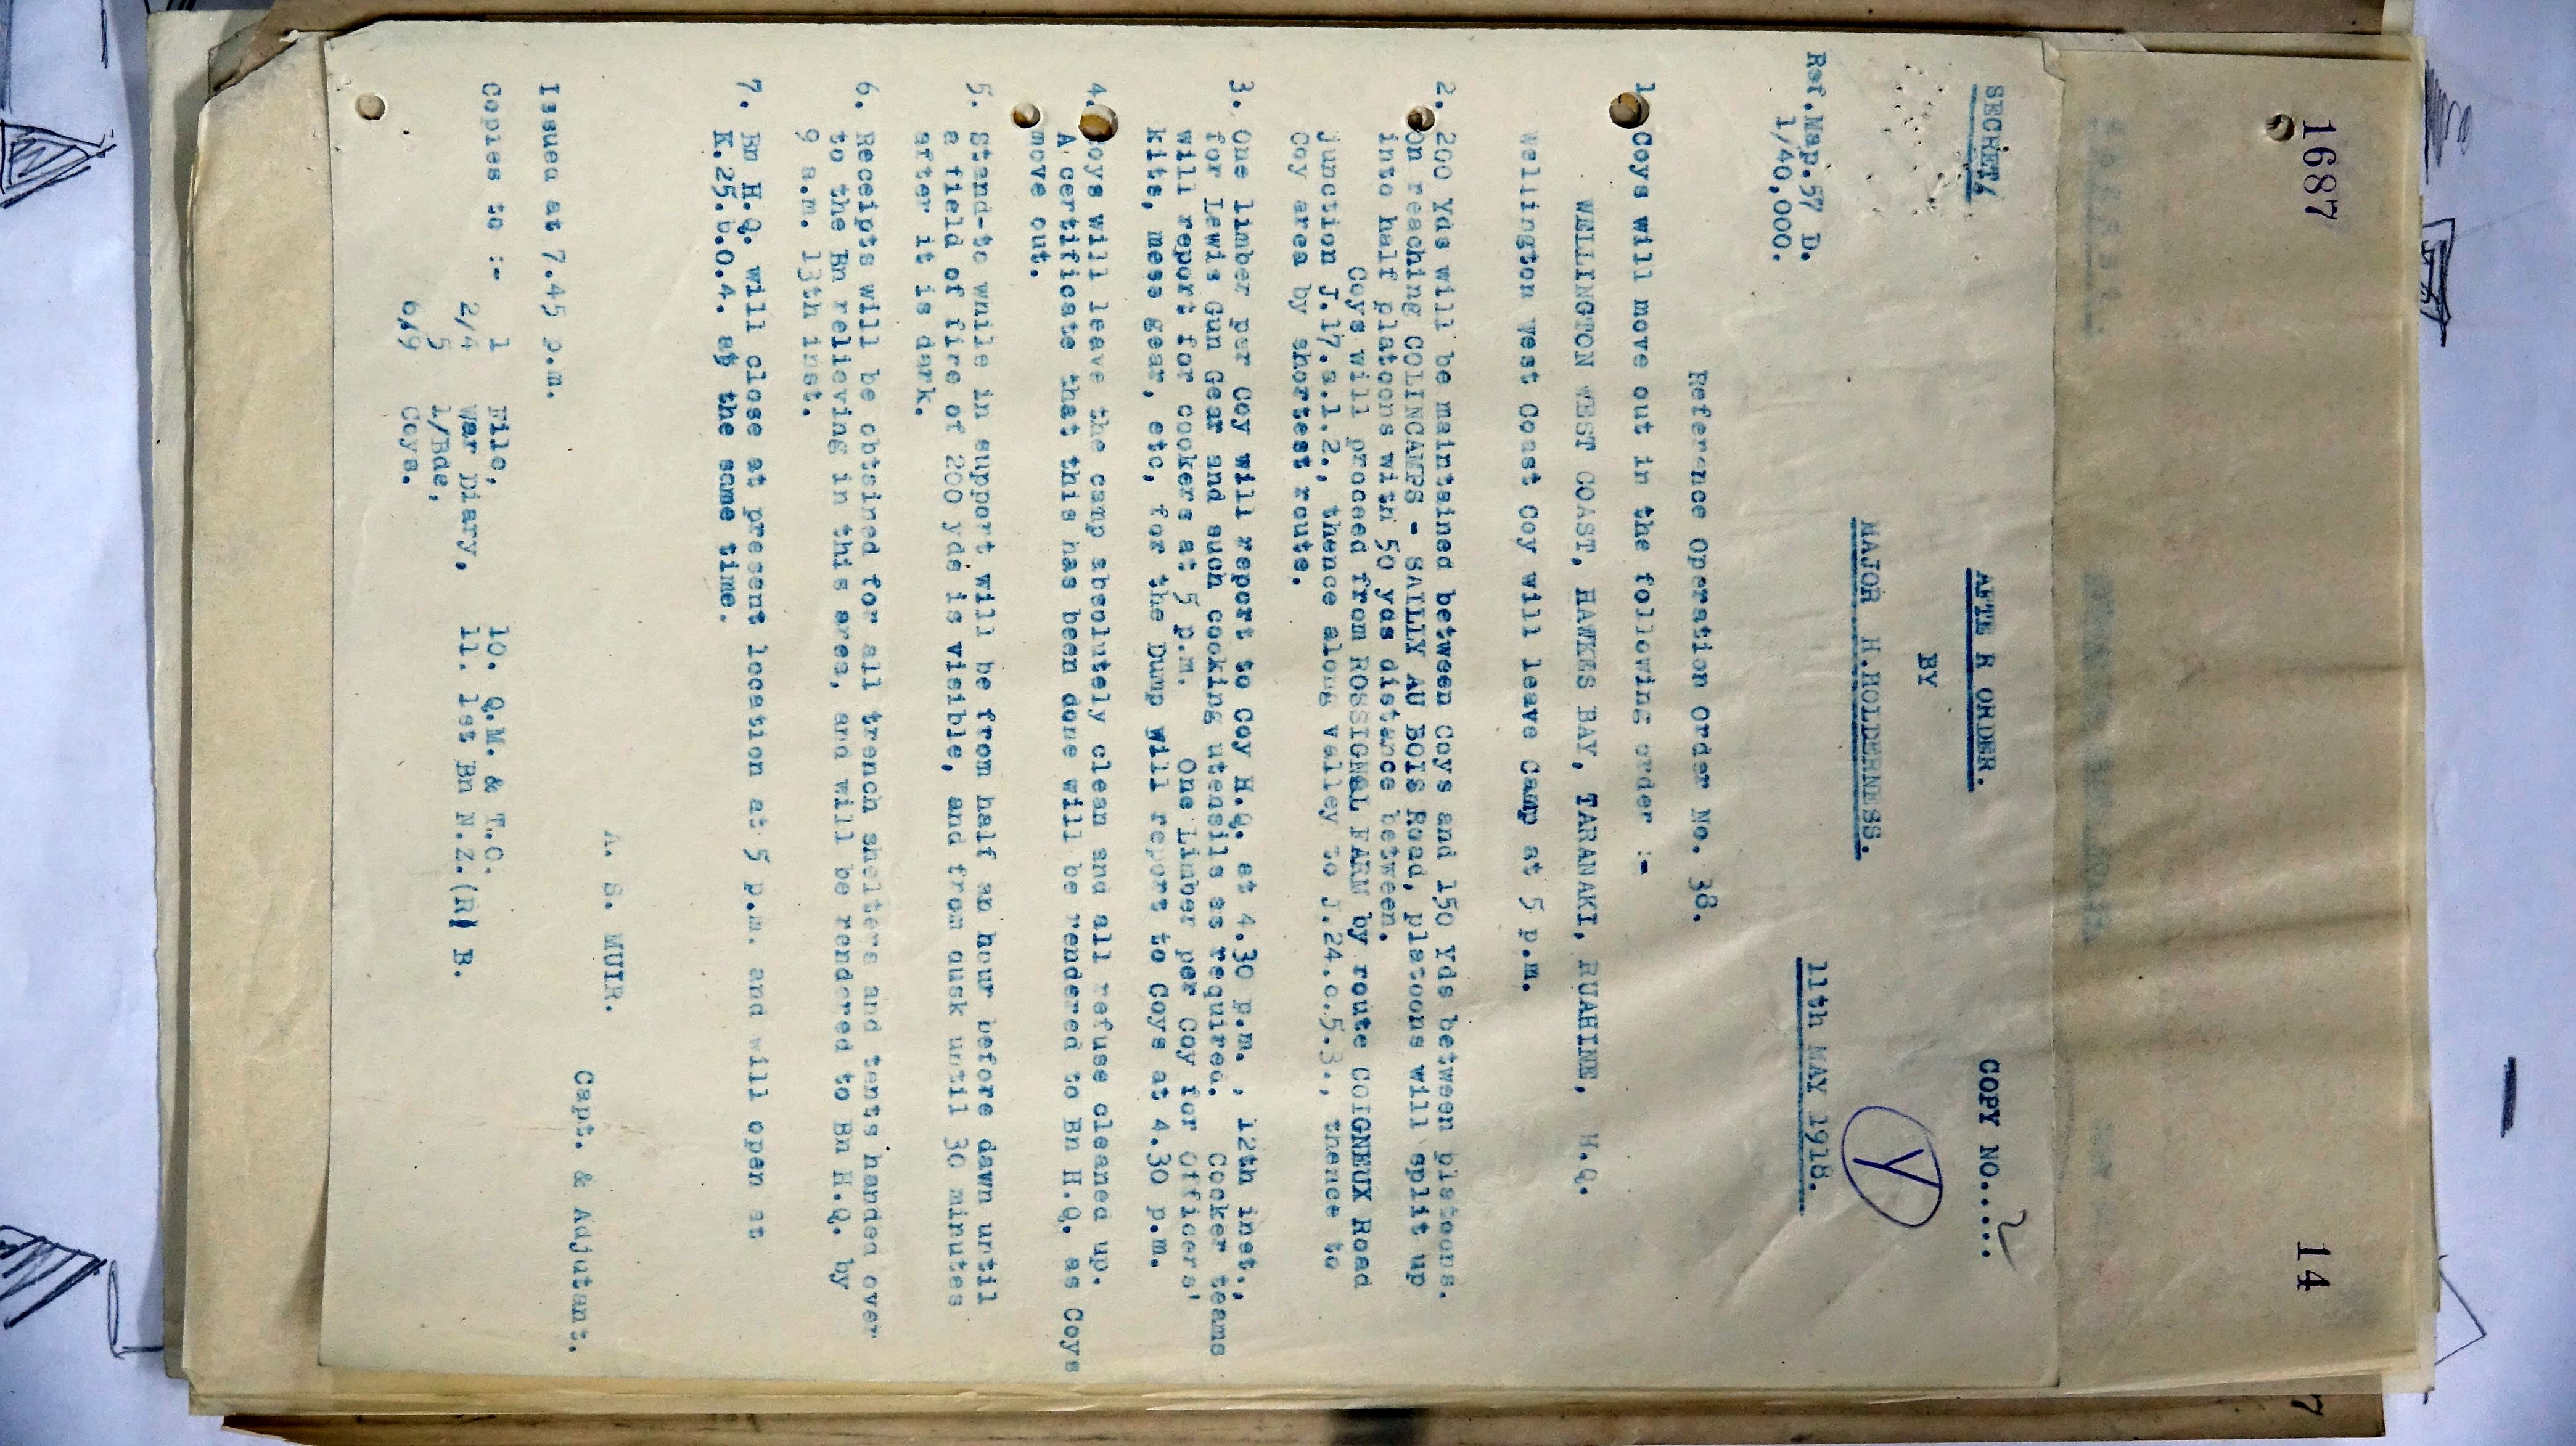 1687
14
SECRET/
AFTE R ORDER.
COPY NO.....2
BY
MAJOR H.HOLDERNESS.
Y
Ref.Map.57 D.
1/40,000.
11th MAY 1918.
Reference Operation Order No. 38.
1 Coys will move out in the following order :-
WELLINGTON WEST COAST, HAWKES BAY, TARANAKI, RUAHINE, H.Q.
Wellington West Coast Coy will leave Camp at 5 p.m.
2. 200 yds will be maintained between Coys and 150 Yds between platoons.
On reaching COLINCAMPS - SAILLY AU BOIS Road, platoons will split up
into half platoons with 50 yds distance between.
Coys will proceed from ROSSIGNAL FARM by route COIGNEUX Road
junction J.17.a.1.2., thence along valley to J.24.c.5.3., thence to
Coy area by shortest route.
3. One limber per Coy will report to Coy H.Q. at 4.30 p.m., 12th inst.,
for Lewis Gun Gear and such cooking utensils as required. Cooker teams
will report for cookers at 5 p.m. One Limber per Coy for Officers'
kits, mess gear, etc, for the Dump will report to Coys at 4.30 p.m.
4. Coys will leave the camp absolutely clean and all refuse cleaned up.
A certificate that this has been done will be rendered to Bn H.Q. as Coys
move out.
5. Stand-to while in support will be from half an hour before dawn until
a field of fire of 200 yds is visible, and from dusk until 30 minutes
after it is dark.
6. Receipts will be obtained for all trench shelters and tents handed over
to the Bn relieving in this area, and will be rendered to Bn H.Q. by
9 a.m. 13th inst.
7. Bn H.Q. will close at present location at 5 p.m. and will open at
K.25.b.0.4. at the same time.
A. S. MUIR.
Capt. & Adjutant.
Issued at 7.45 p.m.
Copies to :- 1 File, 10. Q.M. & T.O.
2/4 War Diary, 11. 1st Bn N.Z.(R) B.
5 1/Bde,
6/9 Coys.
7